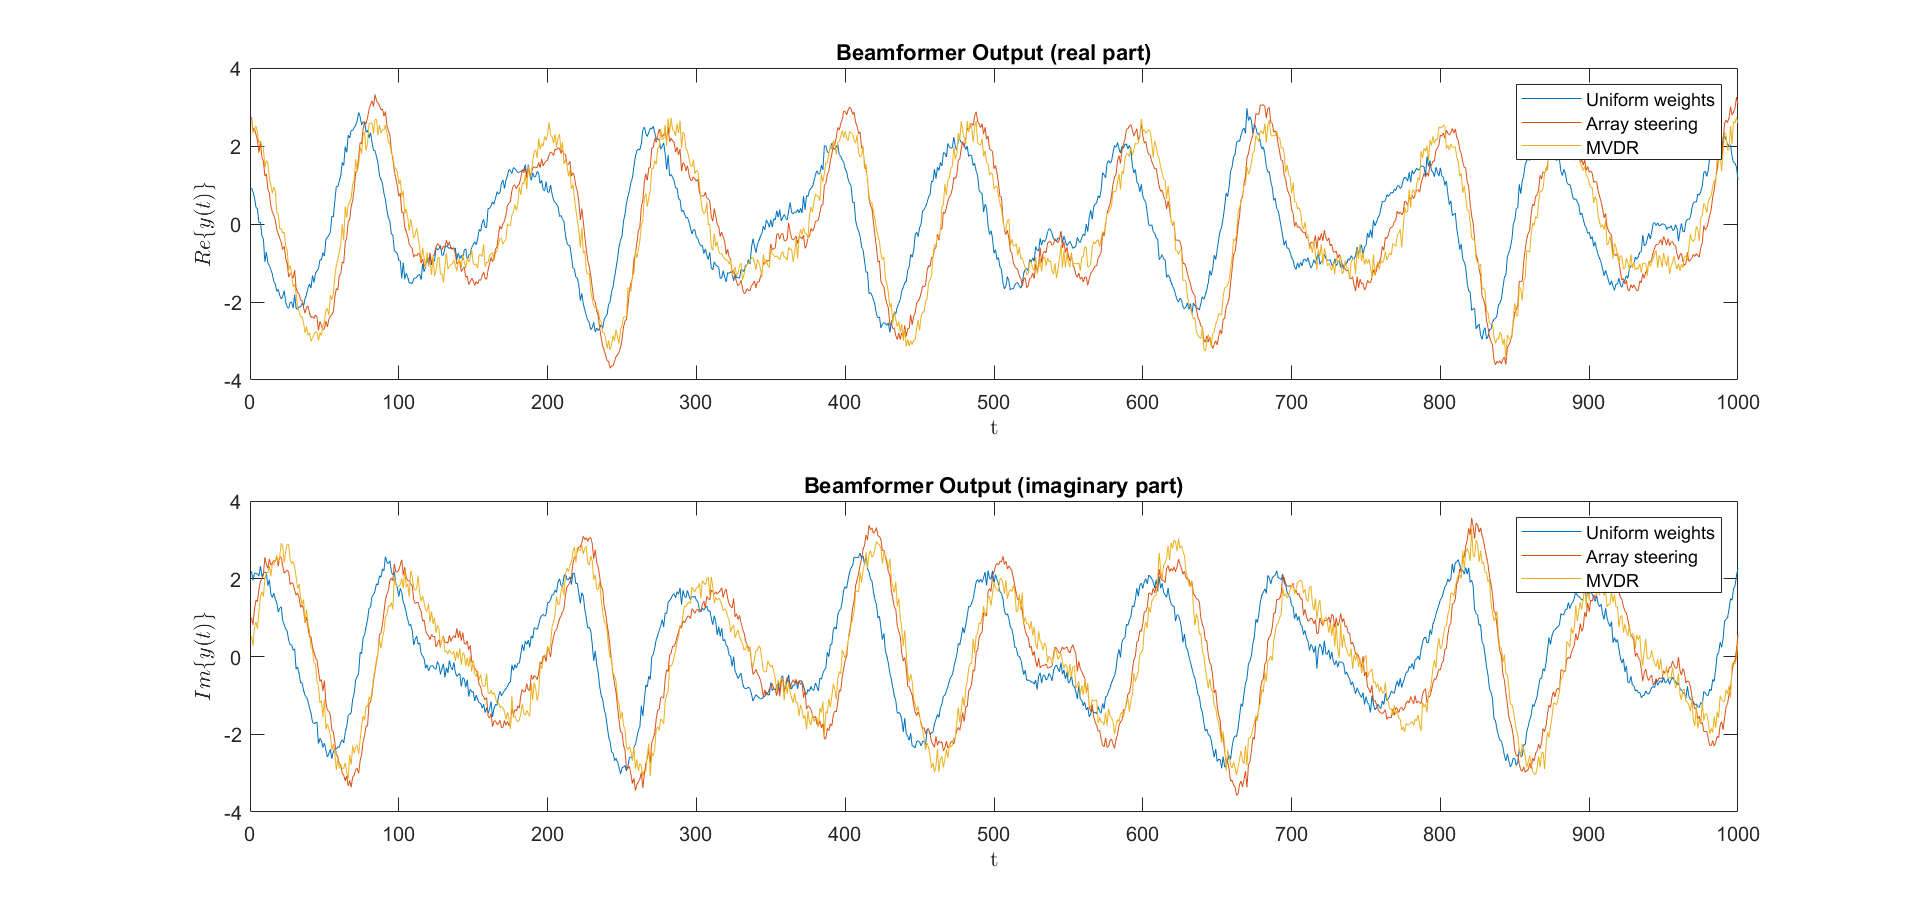 Beamformer Output (real part)
Re{y(t)}
4
2
0
-2
-4
0 100 200 300 400 500 600 700 800 900 1000
t
Uniform weights
Array steering
MVDR
Beamformer Output (imaginary part)
Im{y(t)}
4
2
0
-2
-4
0 100 200 300 400 500 600 700 800 900 1000
t
Uniform weights
Array steering
MVDR